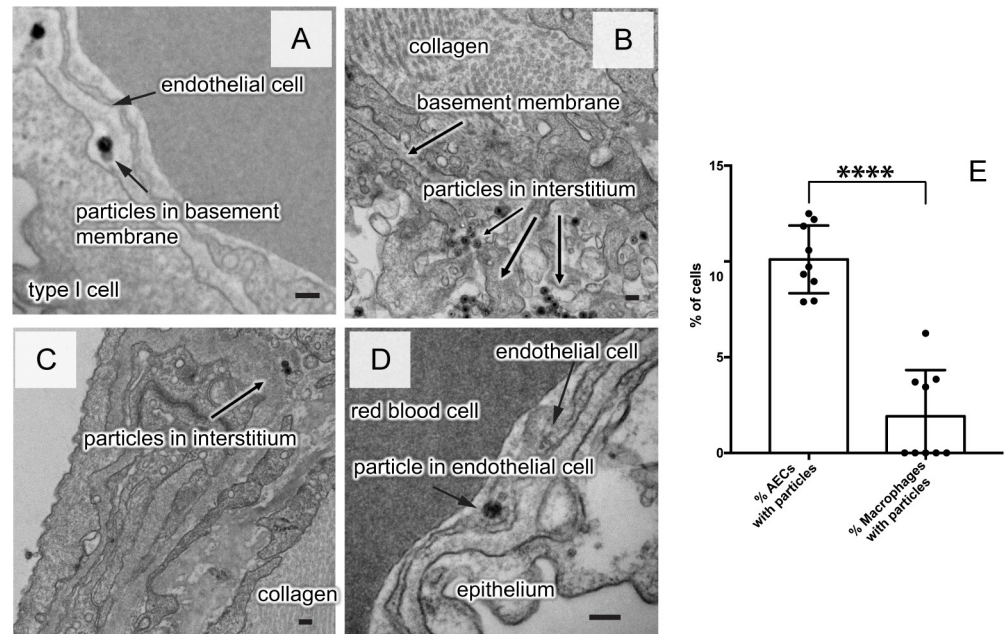 A
endothelial cell
particles in basement
membrane
type I cell
B
collagen
basement membrane
particles in interstitium
C
particles in interstitium
collagen
D
endothelial cell
red blood cell
particle in endothelial cell
epithelium
E
****
15
10
5
0
% of cells
% AECs
with particles
% Macrophages
with particles